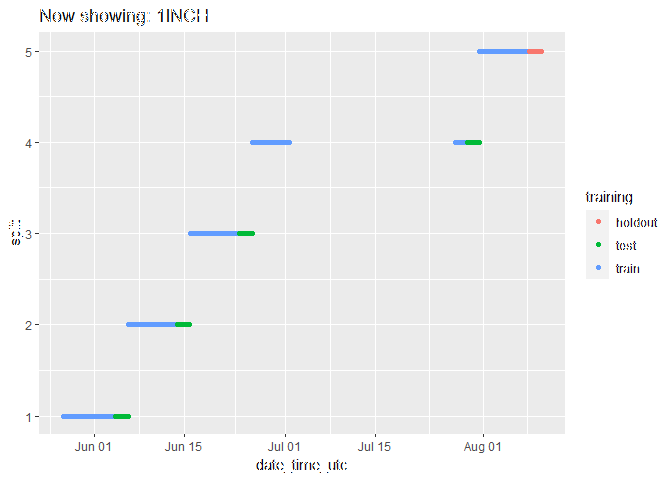 Now showing: 1INCH
5
4
3
2
1
split
Jun 01
Jun 15
Jul 01
Jul 15
Aug 01
date_time_utc
training
holdout
test
train